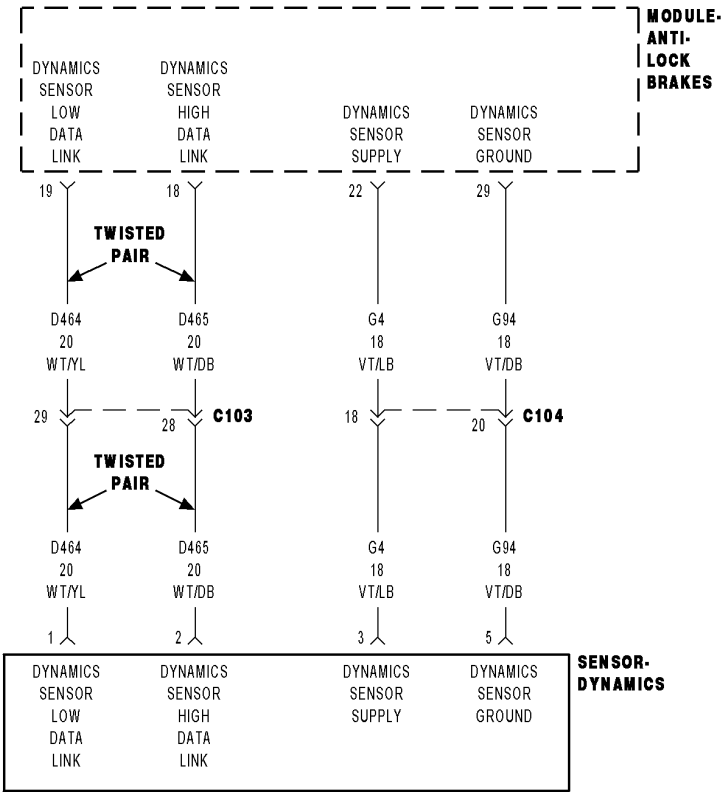 MODULE-
ANTI-
LOCK
BRAKES
DYNAMICS
SENSOR
LOW
DATA
LINK
DYNAMICS
SENSOR
HIGH
DATA
LINK
DYNAMICS
SENSOR
SUPPLY
DYNAMICS
SENSOR
GROUND
19 18 22 29
TWISTED
PAIR
D464 D465 G4 G94
20 20 18 18
WT/YL WT/DB VT/LB VT/DB
29 28 C103 18 20 C104
TWISTED
PAIR
D464 D465 G4 G94
20 20 18 18
WT/YL WT/DB VT/LB VT/DB
1 2 3 5
SENSOR-
DYNAMICS
DYNAMICS
SENSOR
LOW
DATA
LINK
DYNAMICS
SENSOR
HIGH
DATA
LINK
DYNAMICS
SENSOR
SUPPLY
DYNAMICS
SENSOR
GROUND